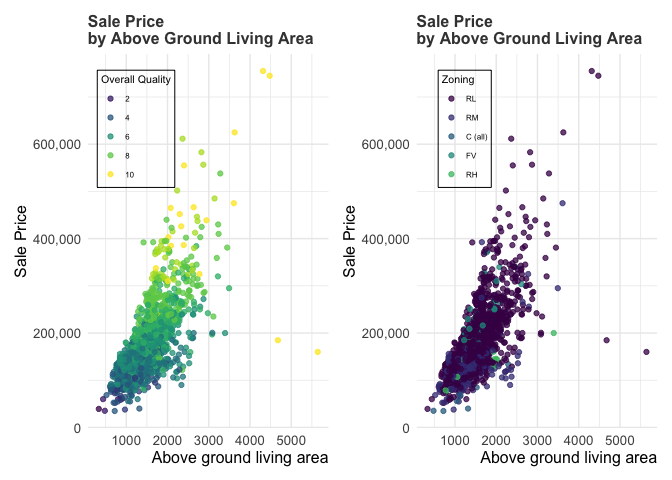 Sale Price
by Above Ground Living Area
Overall Quality
2
4
6
8
10
600,000
400,000
200,000
0
1000 2000 3000 4000 5000
Above ground living area
Sale Price
Sale Price
by Above Ground Living Area
Zoning
RL
RM
C (all)
FV
RH
600,000
400,000
200,000
0
1000 2000 3000 4000 5000
Above ground living area
Sale Price